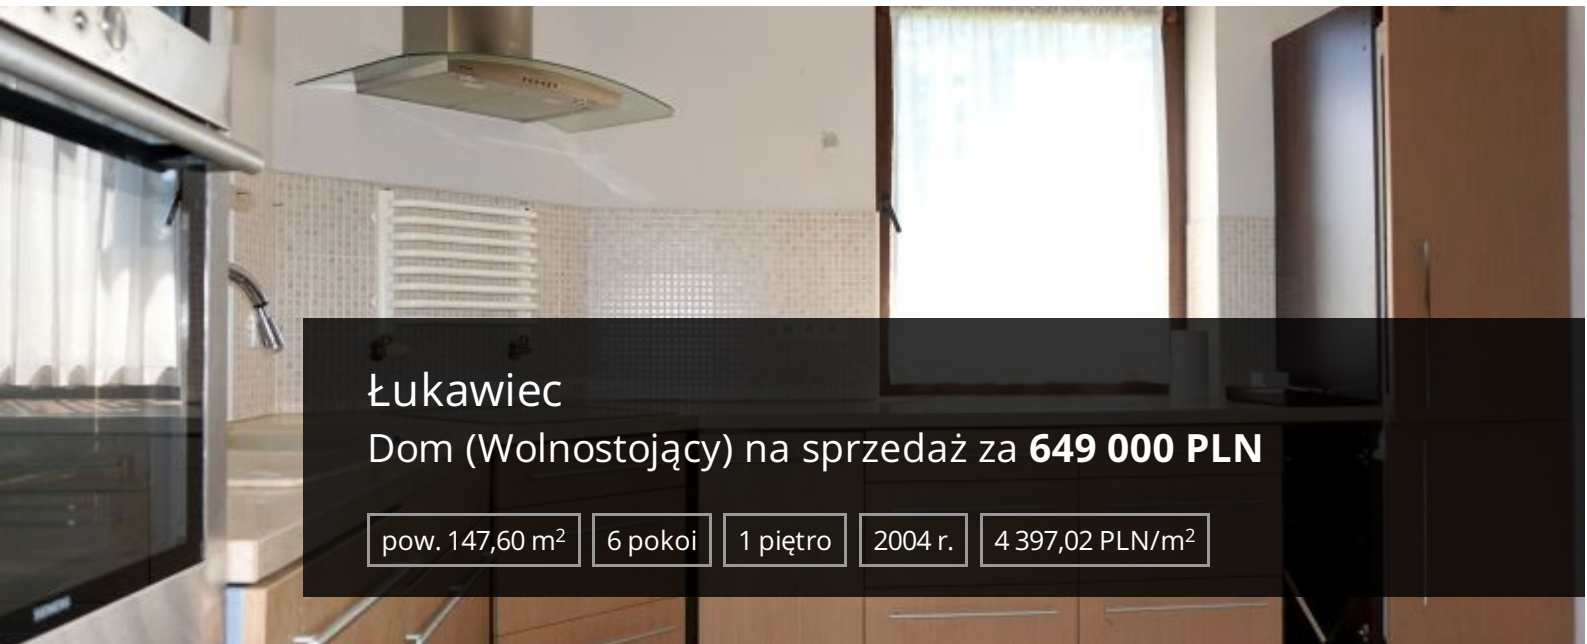 Łukawiec
Dom (Wolnostojący) na sprzedaż za 649 000 PLN
pow. 147,60 m² 6 pokoi 1 piętro 2004 r. 4 397,02 PLN/m²
SIEMENS